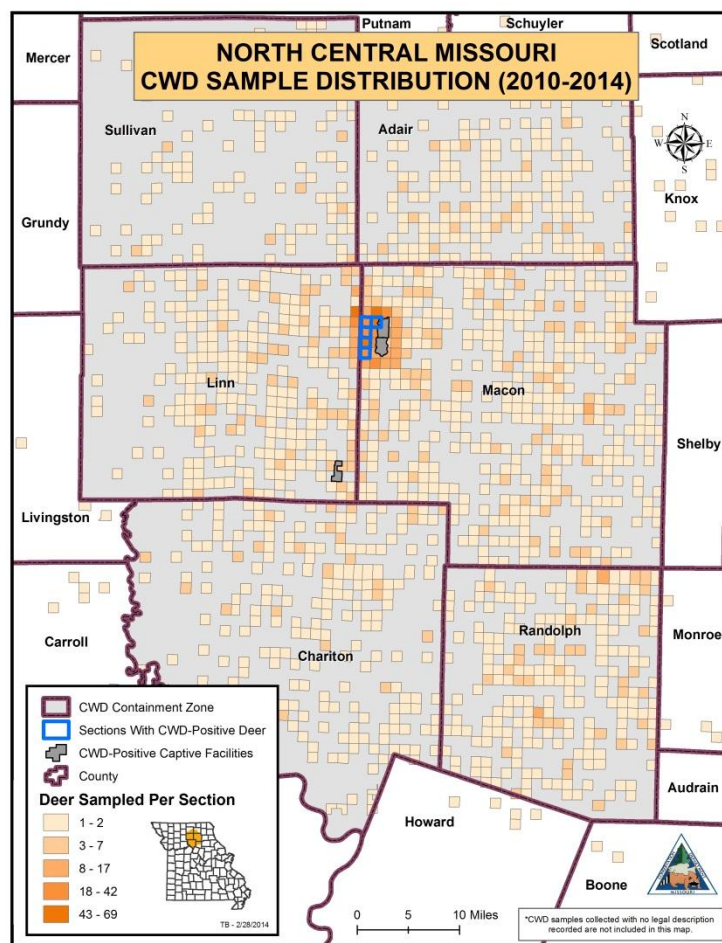 Putnam
Schuyler
NORTH CENTRAL MISSOURI
CWD SAMPLE DISTRIBUTION (2010-2014)
Mercer
Scotland
Sullivan
Adair
N
W
E
S
Knox
Grundy
Linn
Macon
Shelby
Livingston
Carroll
Randolph
Monroe
Chariton
CWD Containment Zone
Sections With CWD-Positive Deer
CWD-Positive Captive Facilities
County
Deer Sampled Per Section
1 - 2
3 - 7
8 - 17
18 - 42
43 - 69
TB - 2/28/2014
Audrain
Howard
Boone
0 5 10 Miles
*CWD samples collected with no legal description
recorded are not included in this map.